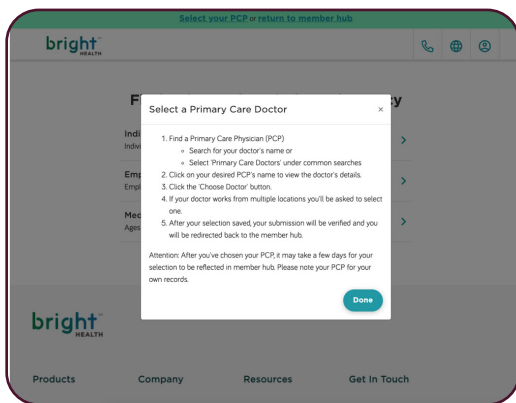 Select your PCP or return to member hub
bright™
HEALTH
F
y
Select a Primary Care Doctor ×
Indi
Indivi
Emp
Empl
Med
Ages
1. Find a Primary Care Physician (PCP)
Search for your doctor's name or
Select 'Primary Care Doctors' under common searches
2. Click on your desired PCP's name to view the doctor's details.
3. Click the 'Choose Doctor' button.
4. If your doctor works from multiple locations you'll be asked to select
one.
5. After your selection saved, your submission will be verified and you
will be redirected back to the member hub.
Attention: After you've chosen your PCP, it may take a few days for your
selection to be reflected in member hub. Please note your PCP for your
own records.
Done
bright™
HEALTH
Products Company Resources Get In Touch